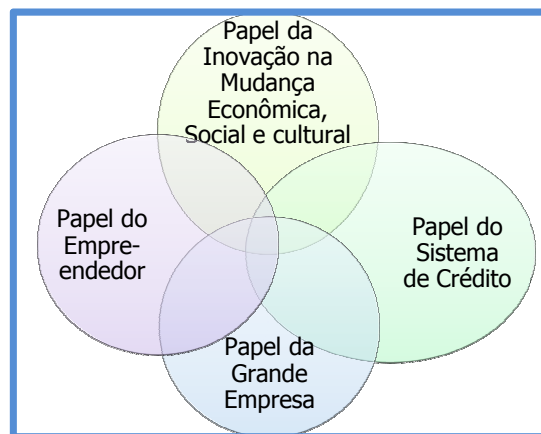 Papel da
Inovação na
Mudança
Econômica,
Social e cultural
Papel do
Empre-
endedor
Papel do
Sistema
de Crédito
Papel da
Grande
Empresa